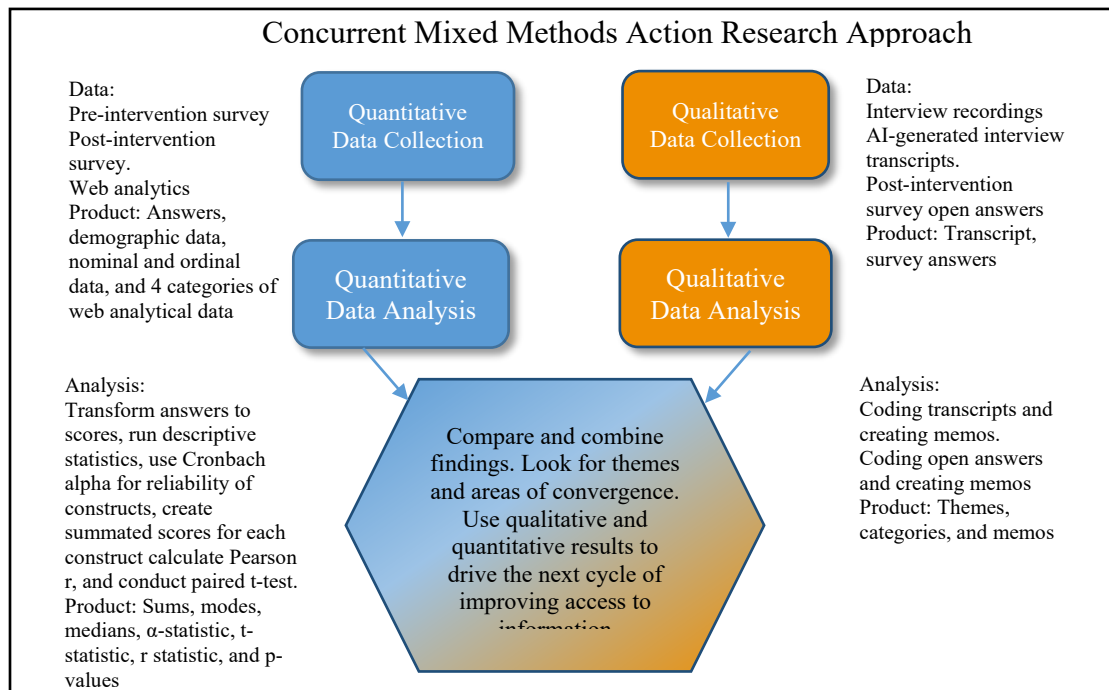 Concurrent Mixed Methods Action Research Approach
Data:
Pre-intervention survey
Post-intervention
survey.
Web analytics
Product: Answers,
demographic data,
nominal and ordinal
data, and 4 categories of
web analytical data
Quantitative
Data Collection
Qualitative
Data Collection
Data:
Interview recordings
AI-generated interview
transcripts.
Post-intervention
survey open answers
Product: Transcript,
survey answers
Quantitative
Data Analysis
Qualitative
Data Analysis
Analysis:
Transform answers to
scores, run descriptive
statistics, use Cronbach
alpha for reliability of
constructs, create
summated scores for each
construct calculate Pearson
r, and conduct paired t-test.
Product: Sums, modes,
medians, α-statistic, t-
statistic, r statistic, and p-
values
Compare and combine
findings. Look for themes
and areas of convergence.
Use qualitative and
quantitative results to
drive the next cycle of
improving access to
information
Analysis:
Coding transcripts and
creating memos.
Coding open answers
and creating memos
Product: Themes,
categories, and memos